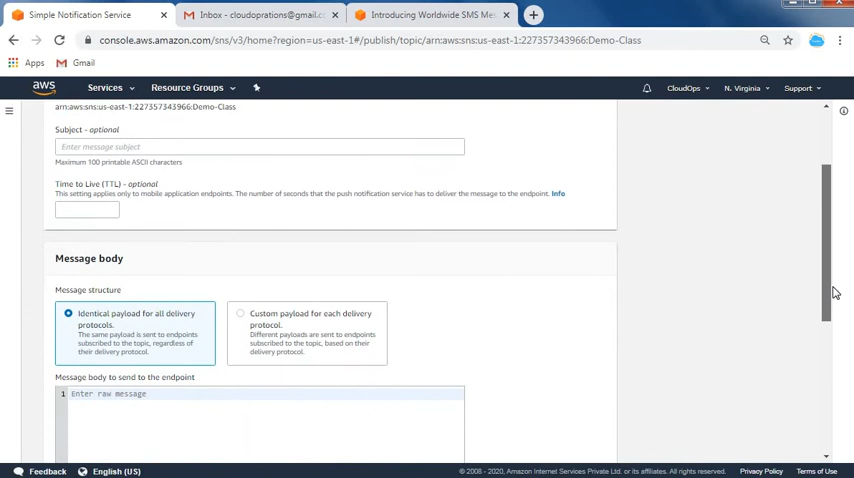 Simple Notification Service
Inbox - cloudoprations@gmail.cc
Introducing Worldwide SMS Mes
console.aws.amazon.com/sns/v3/home?region=us-east-1#/publish/topic/arn:aws:sns:us-east-1:227357343966:Demo-Class
Apps
Gmail
aws
Services
Resource Groups
CloudOps
N. Virginia
Support
arn:aws:sns:us-east-1:227357343966:Demo-Class
Subject - optional
Enter message subject
Maximum 100 printable ASCII characters
Time to Live (TTL) - optional
This setting applies only to mobile application endpoints. The number of seconds that the push notification service has to deliver the message to the endpoint. Info
Message body
Message structure
Identical payload for all delivery
protocols.
The same payload is sent to endpoints
subscribed to the topic, regardless of
their delivery protocol.
Custom payload for each delivery
protocol.
Different payloads are sent to endpoints
subscribed to the topic, based on their
delivery protocol.
Message body to send to the endpoint
1 Enter raw message
Feedback
English (US)
© 2008 - 2020, Amazon Internet Services Private Ltd. or its affiliates. All rights reserved.
Privacy Policy
Terms of Use